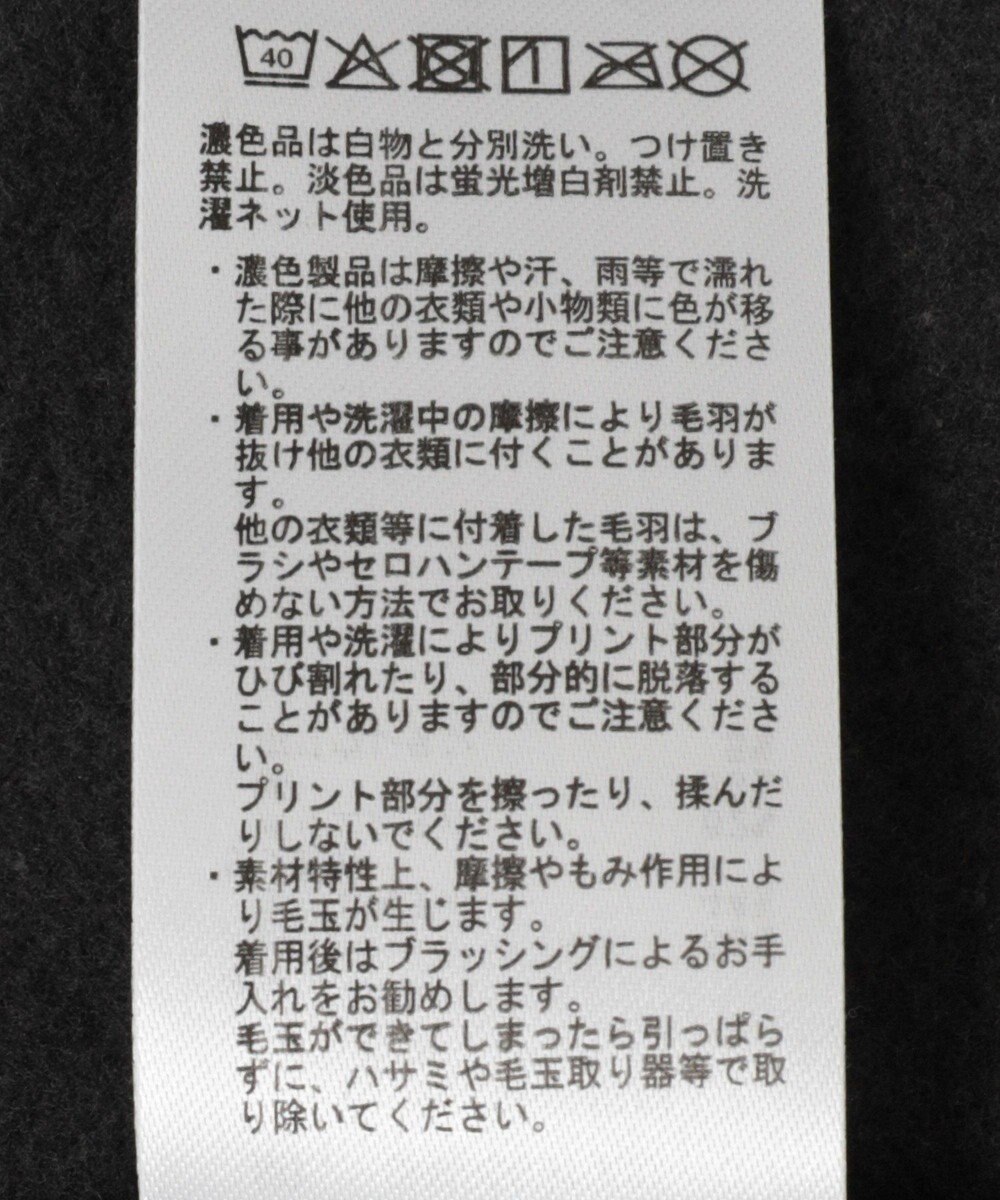 40
濃色品は白物と分別洗い。つけ置き
禁止。淡色品は蛍光増白剤禁止。洗
濯ネット使用。
・濃色製品は摩擦や汗、雨等で濡れ
た際に他の衣類や小物類に色が移
る事がありますのでご注意くださ
い。
・着用や洗濯中の摩擦により毛羽が
抜け他の衣類に付くことがありま
す。
他の衣類等に付着した毛羽は、ブ
ラシやセロハンテープ等素材を傷
めない方法でお取りください。
・着用や洗濯によりプリント部分が
ひび割れたり、部分的に脱落する
ことがありますのでご注意くださ
い。
プリント部分を擦ったり、揉んだ
りしないでください。
・素材特性上、摩擦やもみ作用によ
り毛玉が生じます。
着用後はブラッシングによるお手
入れをお勧めします。
毛玉ができてしまったら引っぱら
ずに、ハサミや毛玉取り器等で取
り除いてください。